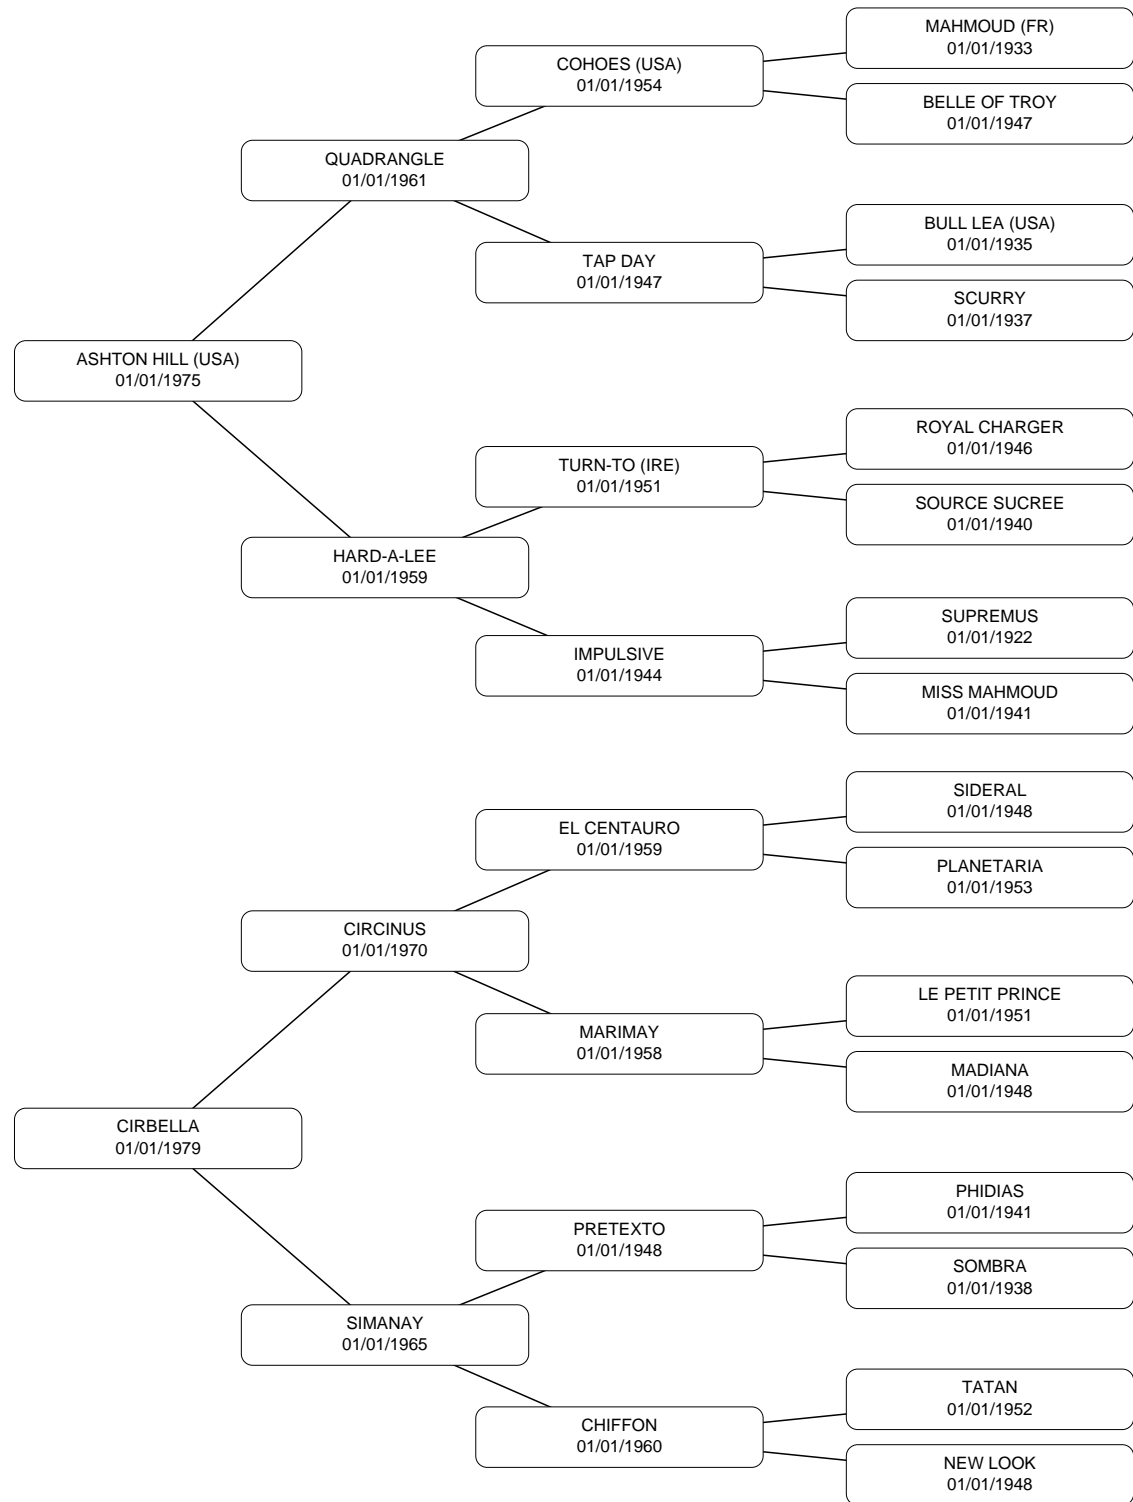 MAHMOUD (FR)
01/01/1933
COHOES (USA)
01/01/1954
BELLE OF TROY
01/01/1947
QUADRANGLE
01/01/1961
BULL LEA (USA)
01/01/1935
TAP DAY
01/01/1947
SCURRY
01/01/1937
ASHTON HILL (USA)
01/01/1975
ROYAL CHARGER
01/01/1946
TURN-TO (IRE)
01/01/1951
SOURCE SUCREE
01/01/1940
HARD-A-LEE
01/01/1959
SUPREMUS
01/01/1922
IMPULSIVE
01/01/1944
MISS MAHMOUD
01/01/1941
SIDERAL
01/01/1948
EL CENTAURO
01/01/1959
PLANETARIA
01/01/1953
CIRCINUS
01/01/1970
LE PETIT PRINCE
01/01/1951
MARIMAY
01/01/1958
MADIANA
01/01/1948
CIRBELLA
01/01/1979
PHIDIAS
01/01/1941
PRETEXTO
01/01/1948
SOMBRA
01/01/1938
SIMANAY
01/01/1965
TATAN
01/01/1952
CHIFFON
01/01/1960
NEW LOOK
01/01/1948